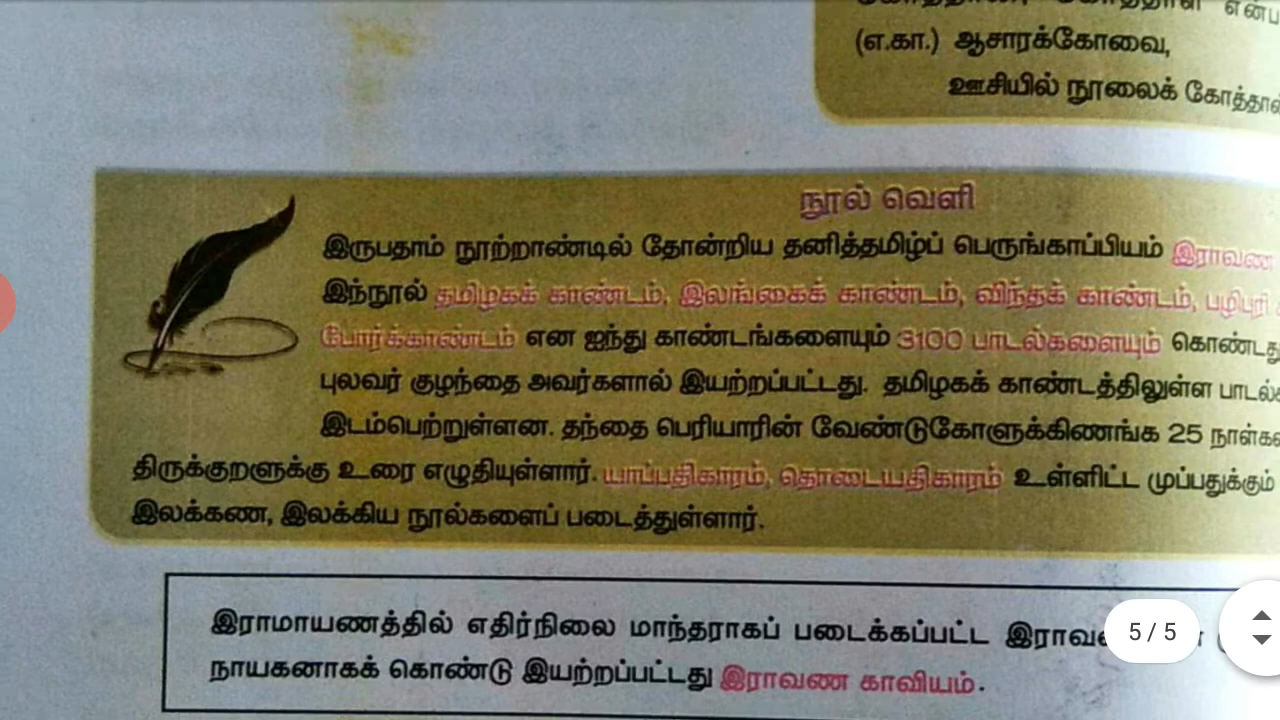 (எ.கா.) ஆசாரக்கோவை,
ஊசியில் நூலைக்
நூல் வெளி
இருபதாம் நூற்றாண்டில் தோன்றிய தனித்தமிழ்ப் பெருங்காப்பியம் இராவண
இந்நூல் தமிழகக் காண்டம், இலங்கைக் காண்டம், விந்தக் காண்டம், பழிபுரி
போர்க்காண்டம் என ஐந்து காண்டங்களையும் 3100 பாடல்களையும்
புலவர் குழந்தை அவர்களால் இயற்றப்பட்டது. தமிழகக் காண்டத்திலுள்ள
இடம்பெற்றுள்ளன. தந்தை பெரியாரின் வேண்டுகோளுக்கிணங்க 25
திருக்குறளுக்கு உரை எழுதியுள்ளார். யாப்பதிகாரம், தொடையதிகாரம் உள்ளிட்ட முப்பதுக்கும்
இலக்கண, இலக்கிய நூல்களைப் படைத்துள்ளார்.
இராமாயணத்தில் எதிர்நிலை மாந்தராகப் படைக்கப்பட்ட
5 / 5
நாயகனாகக் கொண்டு இயற்றப்பட்டது இராவண காவியம்.